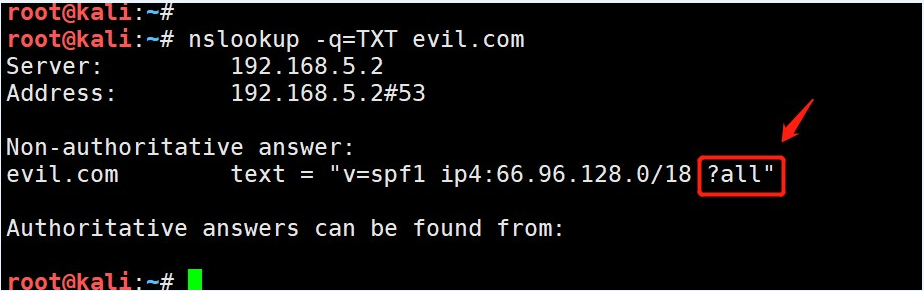 root@kali:~#
root@kali:~# nslookup -q=TXT evil.com
Server:         192.168.5.2
Address:        192.168.5.2#53
Non-authoritative answer:
evil.com        text = "v=spf1 ip4:66.96.128.0/18 ?all"
Authoritative answers can be found from:
root@kali:~#